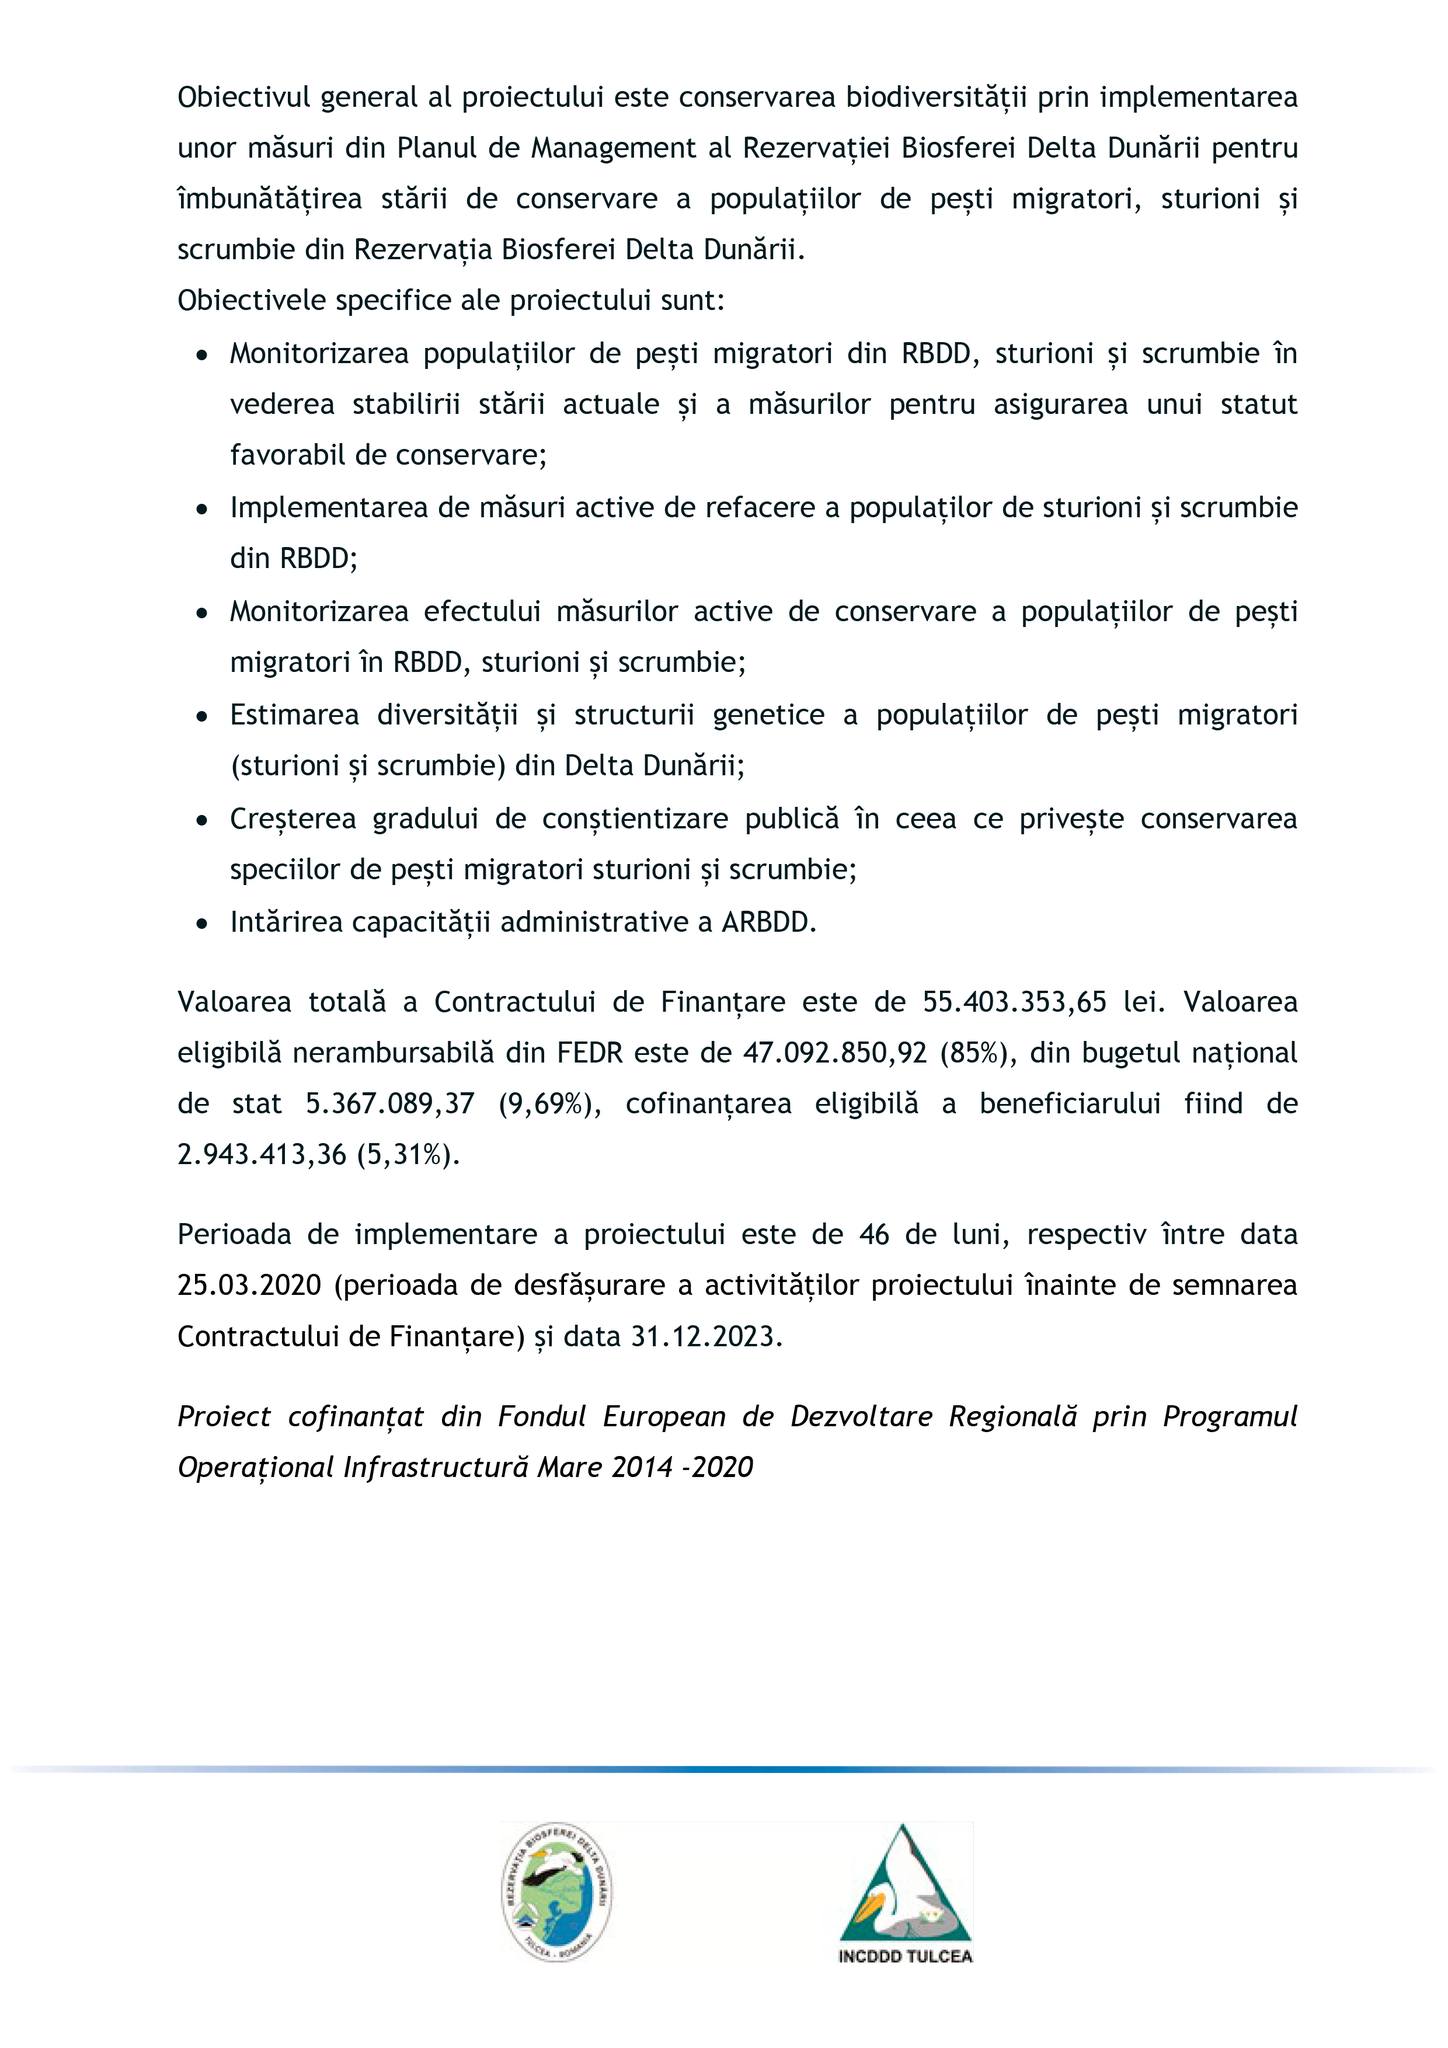 Obiectivul general al proiectului este conservarea biodiversității prin implementarea
unor măsuri din Planul de Management al Rezervației Biosferei Delta Dunării pentru
îmbunătățirea stării de conservare a populațiilor de pești migratori, sturioni și
scrumbie din Rezervația Biosferei Delta Dunării.
Obiectivele specifice ale proiectului sunt:
• Monitorizarea populațiilor de pești migratori din RBDD, sturioni și scrumbie în
vederea stabilirii stării actuale și a măsurilor pentru asigurarea unui statut
favorabil de conservare;
• Implementarea de măsuri active de refacere a populaților de sturioni și scrumbie
din RBDD;
• Monitorizarea efectului măsurilor active de conservare a populațiilor de pești
migratori în RBDD, sturioni și scrumbie;
• Estimarea diversității și structurii genetice a populațiilor de pești migratori
(sturioni și scrumbie) din Delta Dunării;
• Creșterea gradului de conștientizare publică în ceea ce privește conservarea
speciilor de pești migratori sturioni și scrumbie;
• Intărirea capacității administrative a ARBDD.
Valoarea totală a Contractului de Finanțare este de 55.403.353,65 lei. Valoarea
eligibilă nerambursabilă din FEDR este de 47.092.850,92 (85%), din bugetul național
de stat 5.367.089,37 (9,69%), cofinanțarea eligibilă a beneficiarului fiind de
2.943.413,36 (5,31%).
Perioada de implementare a proiectului este de 46 de luni, respectiv între data
25.03.2020 (perioada de desfășurare a activităților proiectului înainte de semnarea
Contractului de Finanțare) și data 31.12.2023.
Proiect cofinanțat din Fondul European de Dezvoltare Regională prin Programul
Operațional Infrastructură Mare 2014 -2020
REZERVAȚIA BIOSFEREI DELTA DUNĂRII
TULCEA - ROMANIA
INCDDD TULCEA